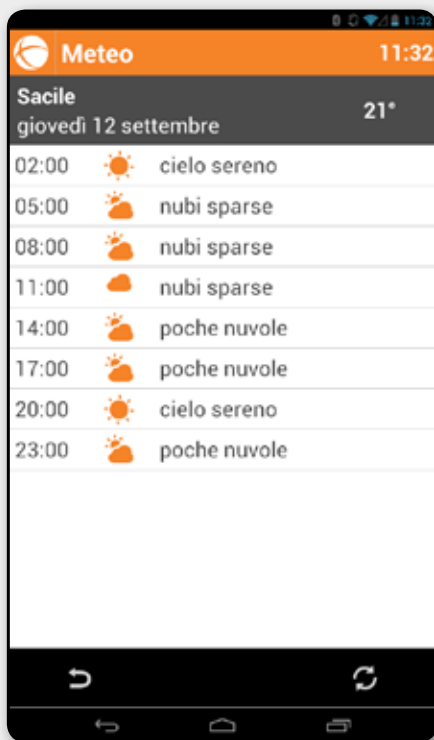 11:32
Meteo 11:32
Sacile
21°
giovedì 12 settembre
02:00 cielo sereno
05:00 nubi sparse
08:00 nubi sparse
11:00 nubi sparse
14:00 poche nuvole
17:00 poche nuvole
20:00 cielo sereno
23:00 poche nuvole